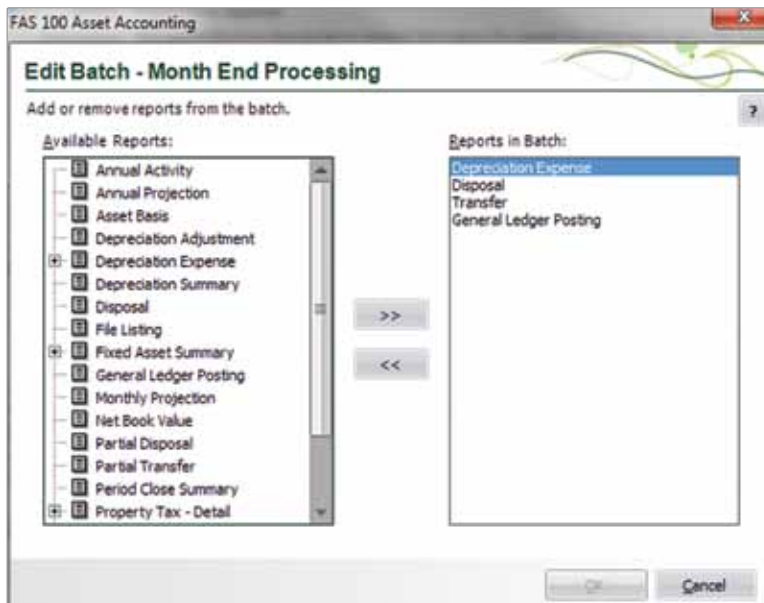 FAS 100 Asset Accounting
X
Edit Batch - Month End Processing
Add or remove reports from the batch.
?
Available Reports:
Annual Activity
Annual Projection
Asset Basis
Depreciation Adjustment
Depreciation Expense
Depreciation Summary
Disposal
File Listing
Fixed Asset Summary
General Ledger Posting
Monthly Projection
Net Book Value
Partial Disposal
Partial Transfer
Period Close Summary
Property Tax - Detail
>>
<<
Reports in Batch:
Depreciation Expense
Disposal
Transfer
General Ledger Posting
OK
Cancel